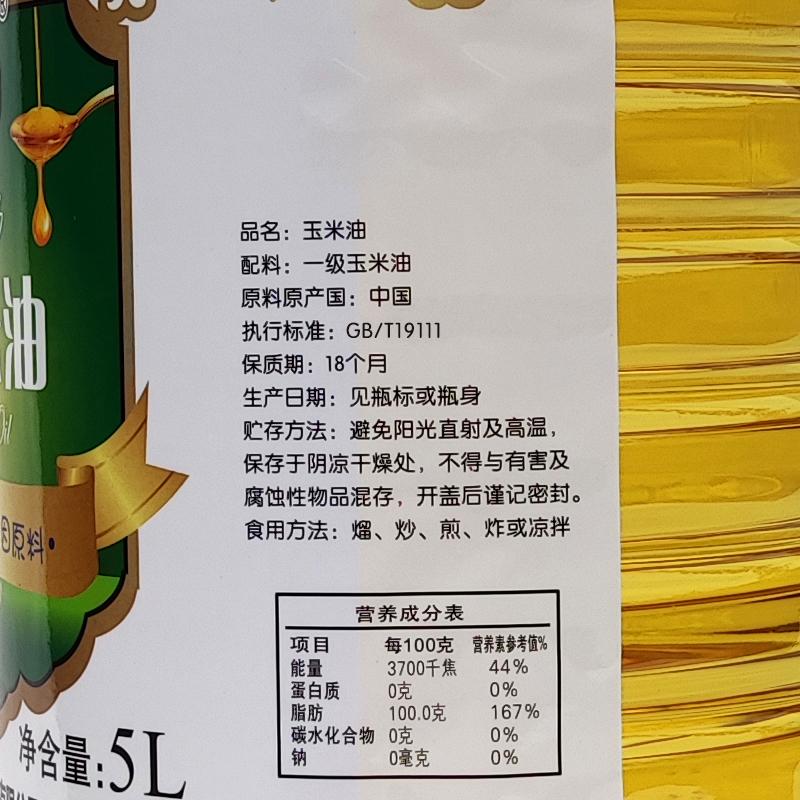 品名：玉米油
配料：一级玉米油
原料原产国：中国
执行标准：GB/T19111
保质期：18个月
生产日期：见瓶标或瓶身
贮存方法：避免阳光直射及高温，
保存于阴凉干燥处，不得与有害及
腐蚀性物品混存，开盖后谨记密封。
食用方法：熘、炒、煎、炸或凉拌
营养成分表
项目 每100克 营养素参考值%
能量 3700千焦 44%
蛋白质 0克 0%
脂肪 100.0克 167%
碳水化合物 0克 0%
钠 0毫克 0%
油
Oil
原料·
净含量:5L